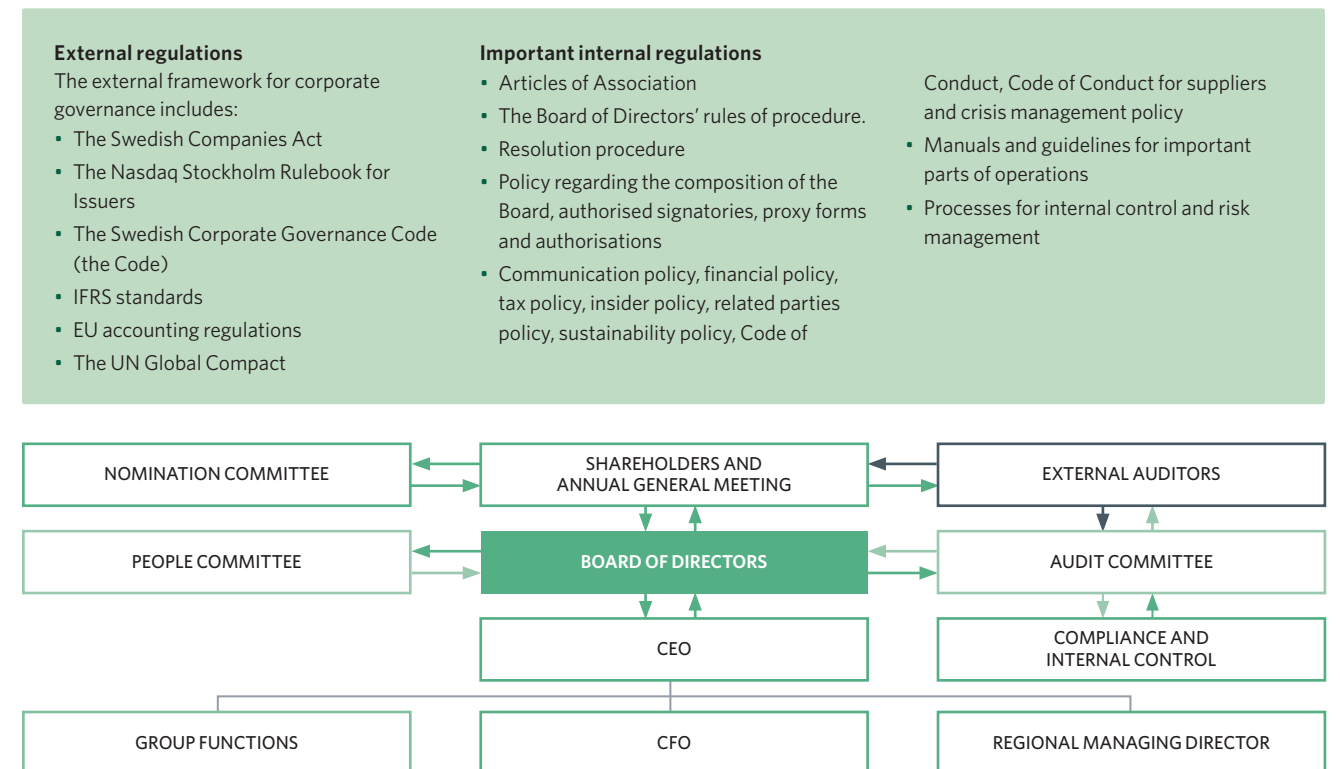 External regulations
The external framework for corporate
governance includes:
• The Swedish Companies Act
• The Nasdaq Stockholm Rulebook for
Issuers
• The Swedish Corporate Governance Code
(the Code)
• IFRS standards
• EU accounting regulations
• The UN Global Compact
Important internal regulations
• Articles of Association
• The Board of Directors’ rules of procedure.
• Resolution procedure
• Policy regarding the composition of the
Board, authorised signatories, proxy forms
and authorisations
• Communication policy, financial policy,
tax policy, insider policy, related parties
policy, sustainability policy, Code of
Conduct, Code of Conduct for suppliers
and crisis management policy
• Manuals and guidelines for important
parts of operations
• Processes for internal control and risk
management
NOMINATION COMMITTEE
SHAREHOLDERS AND
ANNUAL GENERAL MEETING
EXTERNAL AUDITORS
PEOPLE COMMITTEE
BOARD OF DIRECTORS
AUDIT COMMITTEE
CEO
COMPLIANCE AND
INTERNAL CONTROL
GROUP FUNCTIONS
CFO
REGIONAL MANAGING DIRECTOR